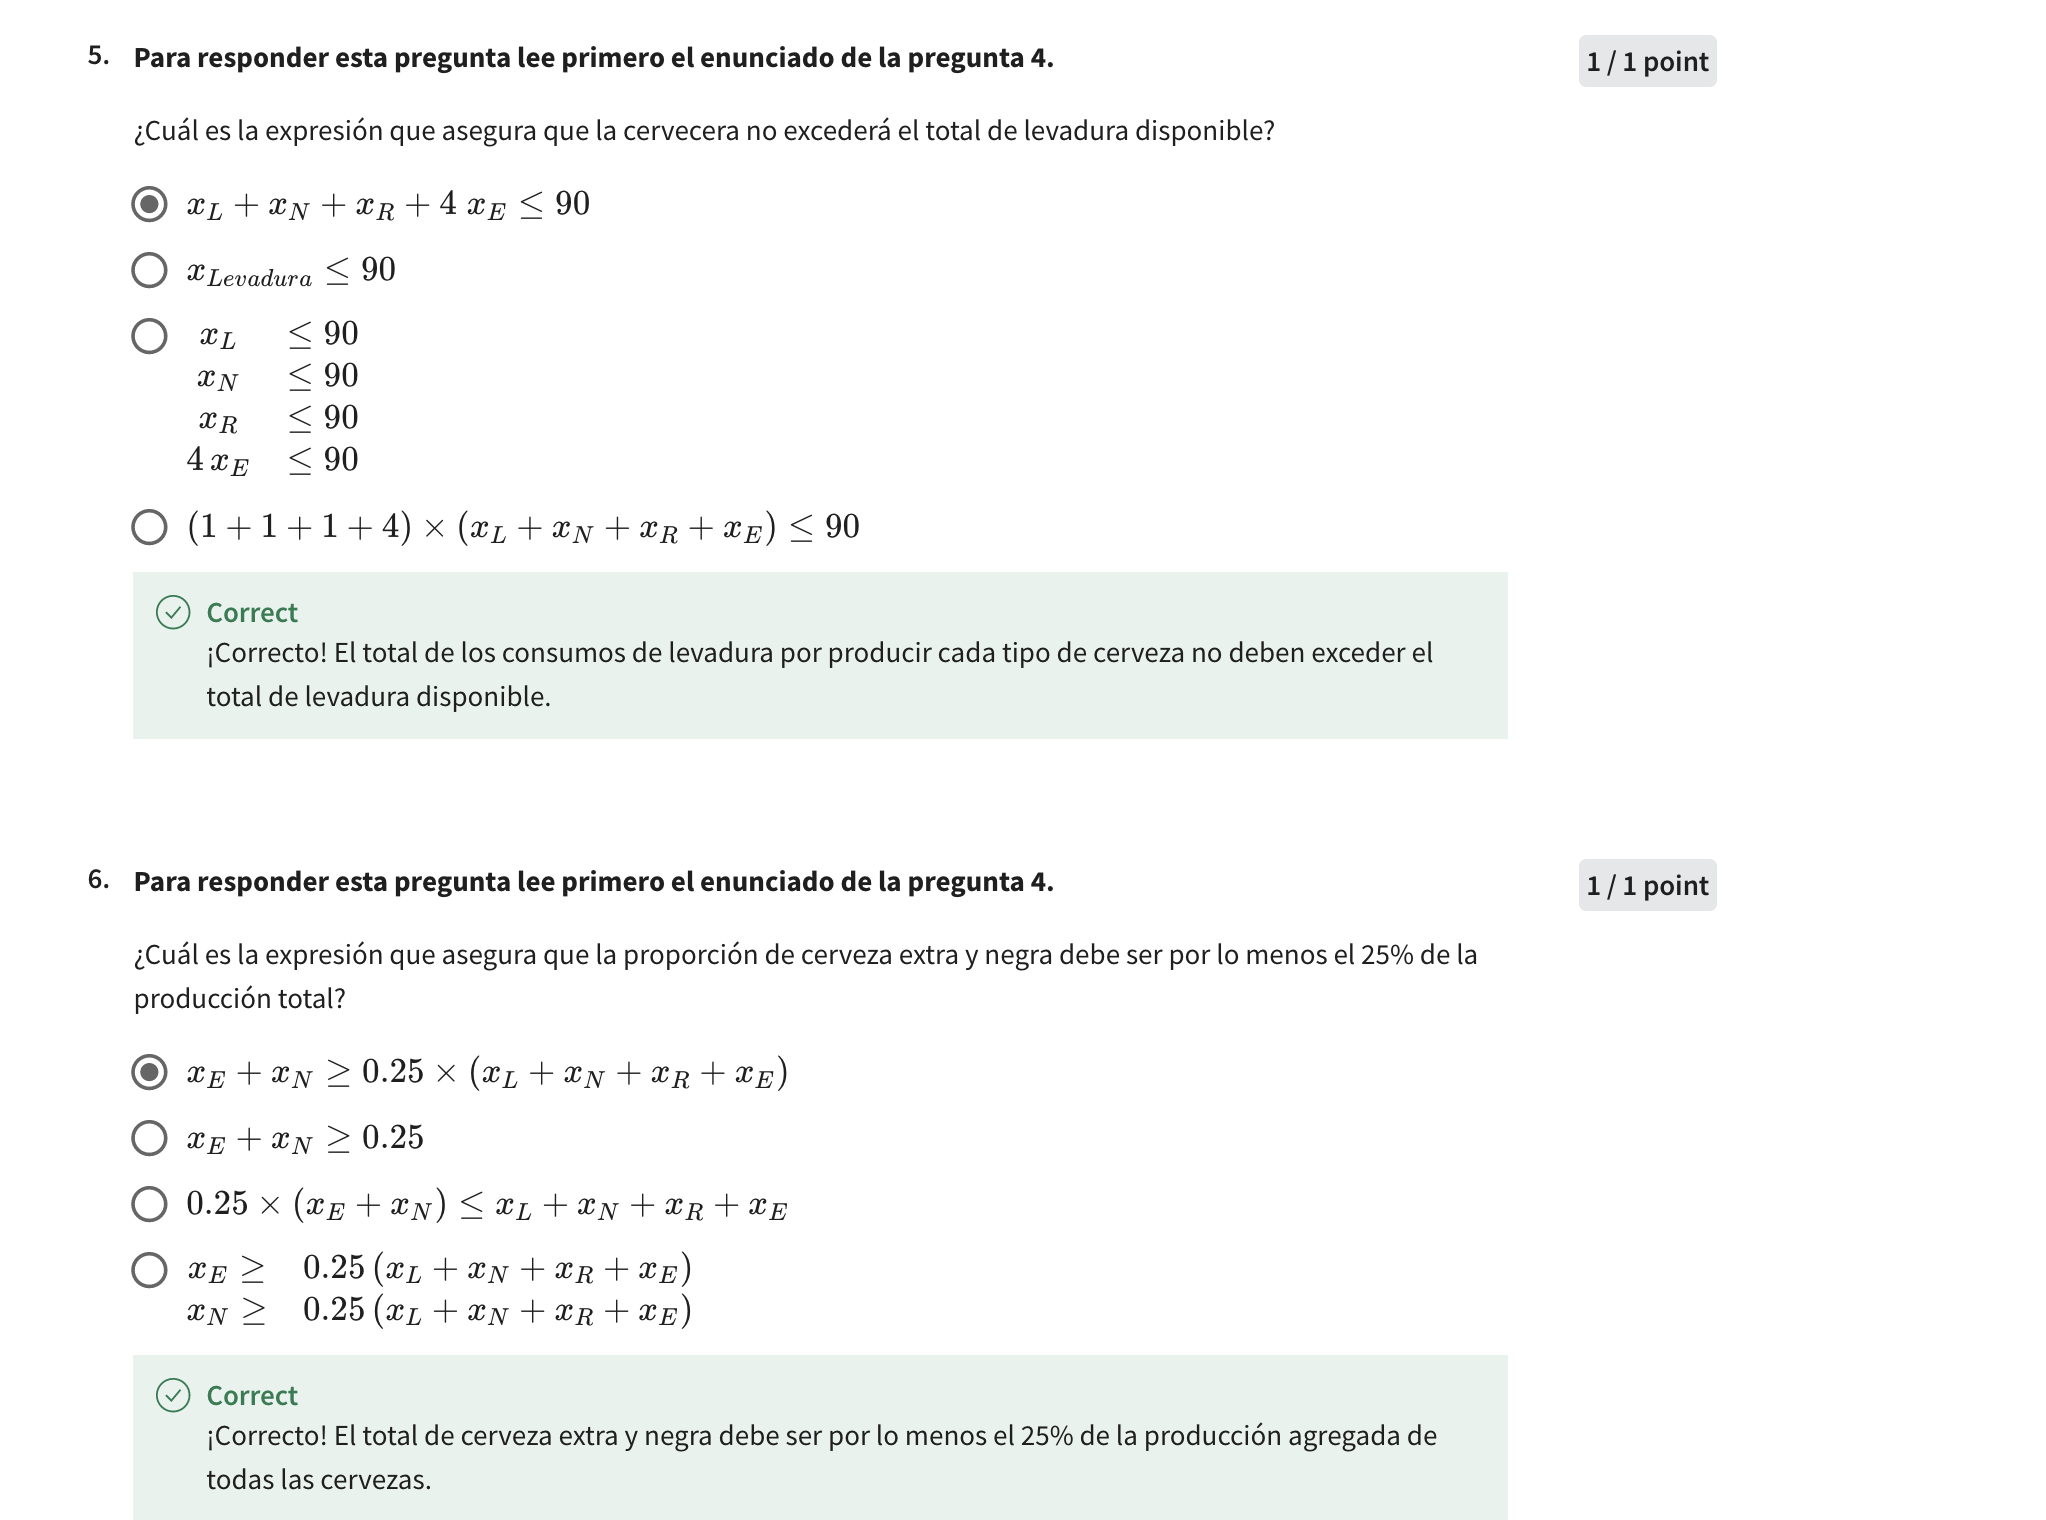 5. Para responder esta pregunta lee primero el enunciado de la pregunta 4.
1 / 1 point
¿Cuál es la expresión que asegura que la cervecera no excederá el total de levadura disponible?
x_L + x_N + x_R + 4 x_E ≤ 90
x_{Levadura} ≤ 90
x_L ≤ 90
x_N ≤ 90
x_R ≤ 90
4 x_E ≤ 90
(1 + 1 + 1 + 4) × (x_L + x_N + x_R + x_E) ≤ 90
Correct
¡Correcto! El total de los consumos de levadura por producir cada tipo de cerveza no deben exceder el
total de levadura disponible.
6. Para responder esta pregunta lee primero el enunciado de la pregunta 4.
1 / 1 point
¿Cuál es la expresión que asegura que la proporción de cerveza extra y negra debe ser por lo menos el 25% de la
producción total?
x_E + x_N ≥ 0.25 × (x_L + x_N + x_R + x_E)
x_E + x_N ≥ 0.25
0.25 × (x_E + x_N) ≤ x_L + x_N + x_R + x_E
x_E ≥ 0.25 (x_L + x_N + x_R + x_E)
x_N ≥ 0.25 (x_L + x_N + x_R + x_E)
Correct
¡Correcto! El total de cerveza extra y negra debe ser por lo menos el 25% de la producción agregada de
todas las cervezas.